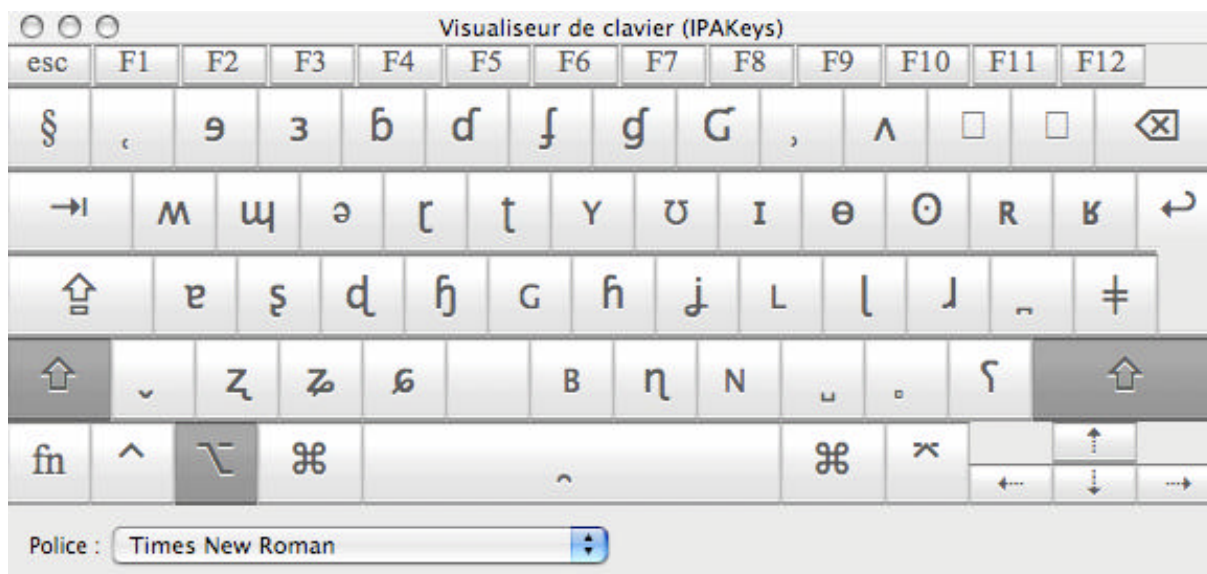 Visualiseur de clavier (IPAKeys)
esc F1 F2 F3 F4 F5 F6 F7 F8 F9 F10 F11 F12
§ ˓ ɘ ɜ ɓ ɗ ʄ ɠ ʛ ˒ ʌ □ □ ⌫
⇥ ʍ ɰ ə ɽ ʈ ʏ ʊ ɪ ɵ ʘ ʀ ʁ ↩
⇪ ɐ ʂ ɖ ɧ ɢ ɦ ʝ ʟ ɭ ɺ ̪ ǂ
⇧ ˬ ʐ ʑ ɕ ʙ ɳ ɴ ̺ ̻ ʕ ⇧
fn ⌃ ⌥ ⌘ ̯ ⌘ ⌤ ⇡
⇠ ⇣ ⇢
Police : Times New Roman